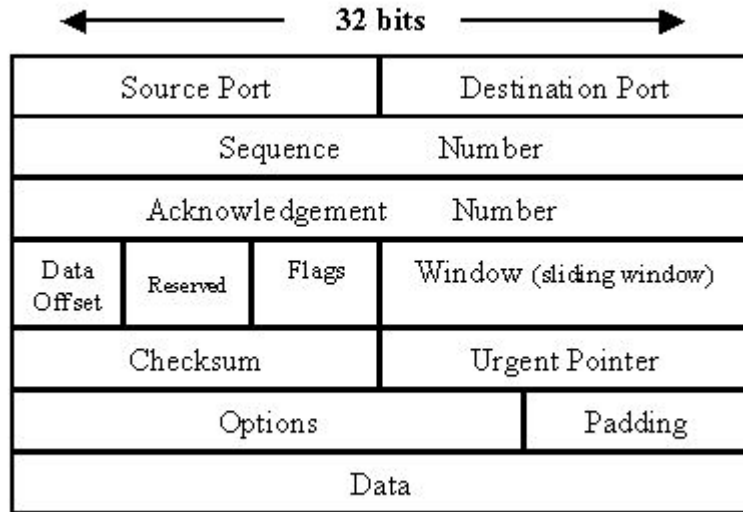 32 bits
Source Port Destination Port
Sequence Number
Acknowledgement Number
Data Offset Reserved Flags Window (sliding window)
Checksum Urgent Pointer
Options Padding
Data